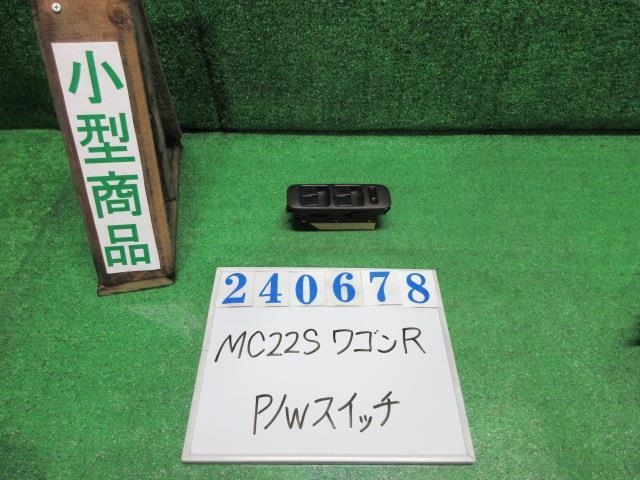 小型商品
240678
MC22S ワゴンR
P/Wスイッチ